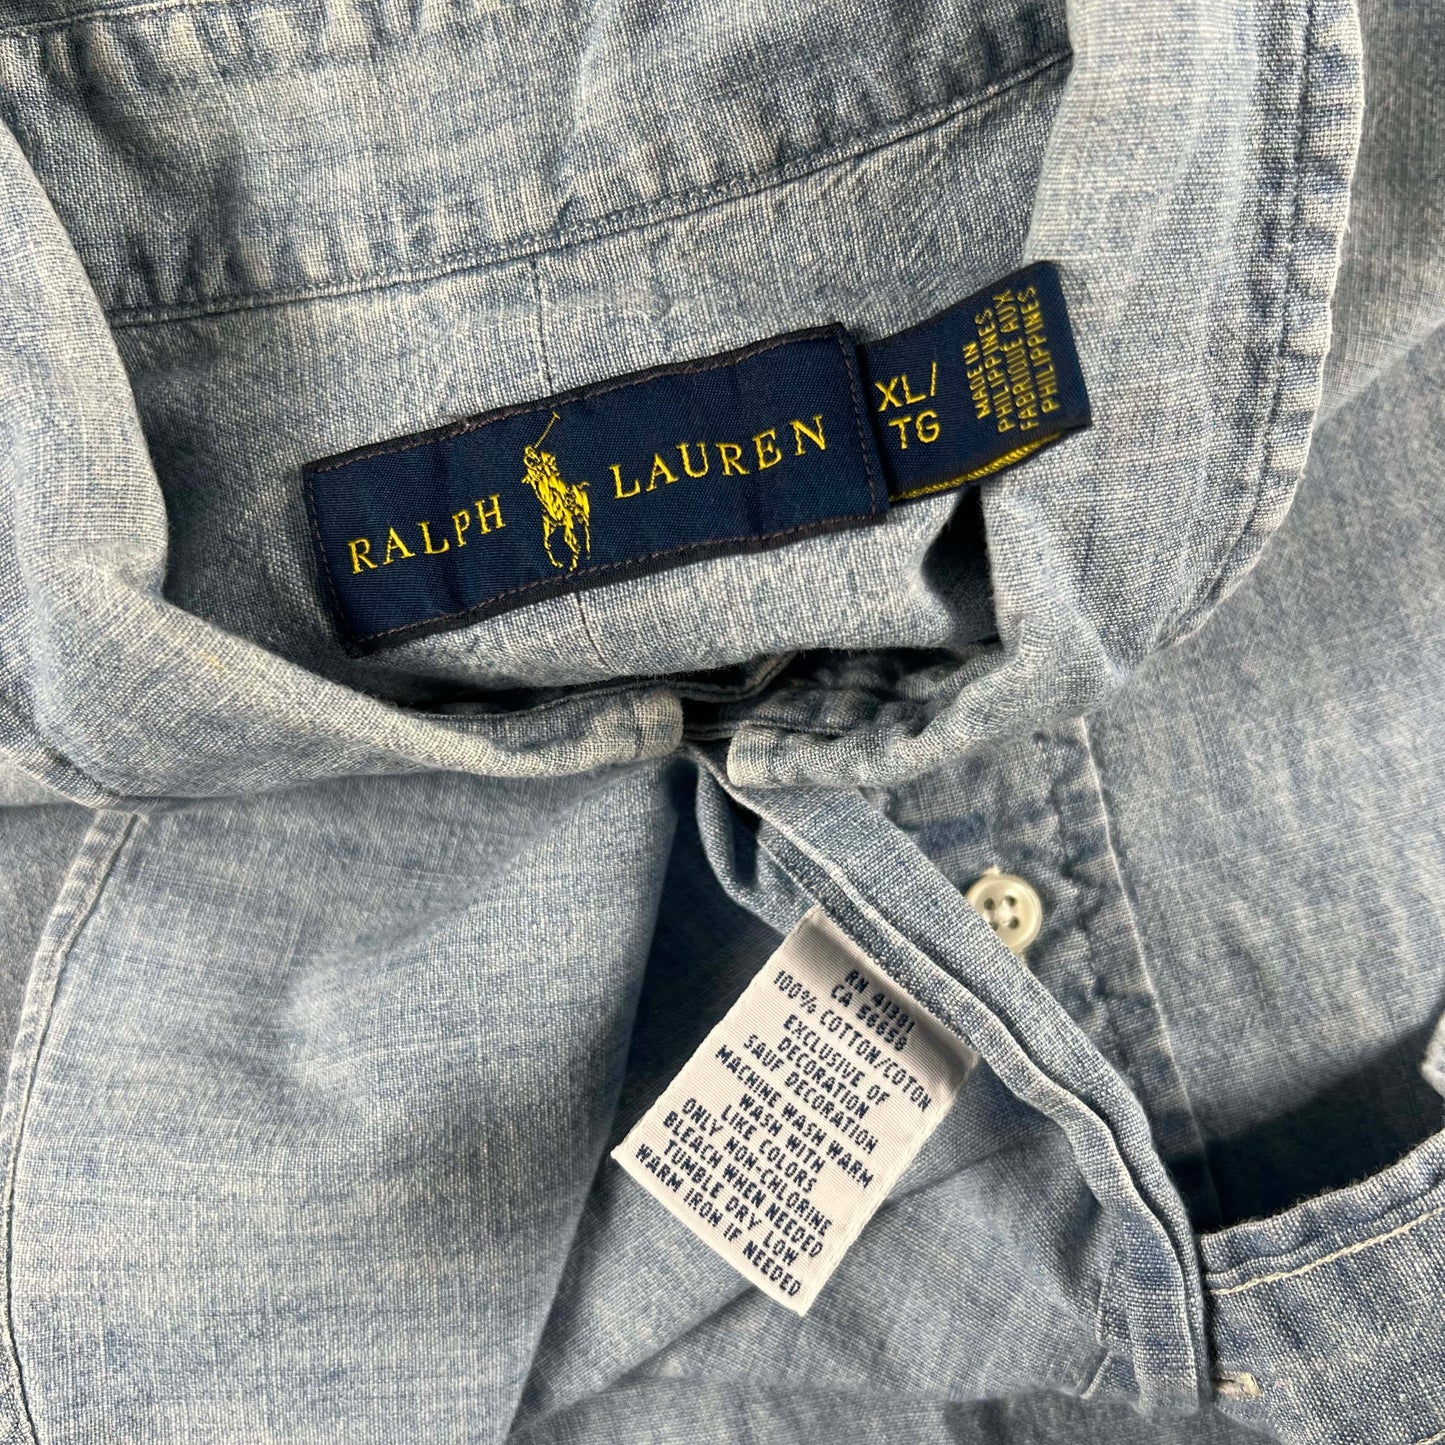 RALPH LAUREN
XL/
TG
MADE IN
PHILIPPINES
FABRIQUE AUX
PHILIPPINES
RN 41381
CA 56650
100% COTTON/COTON
EXCLUSIVE OF
DECORATION
SAUF DECORATION
MACHINE WASH WARM
WASH WITH
LIKE COLORS
ONLY NON-CHLORINE
BLEACH WHEN NEEDED
TUMBLE DRY LOW
WARM IRON IF NEEDED